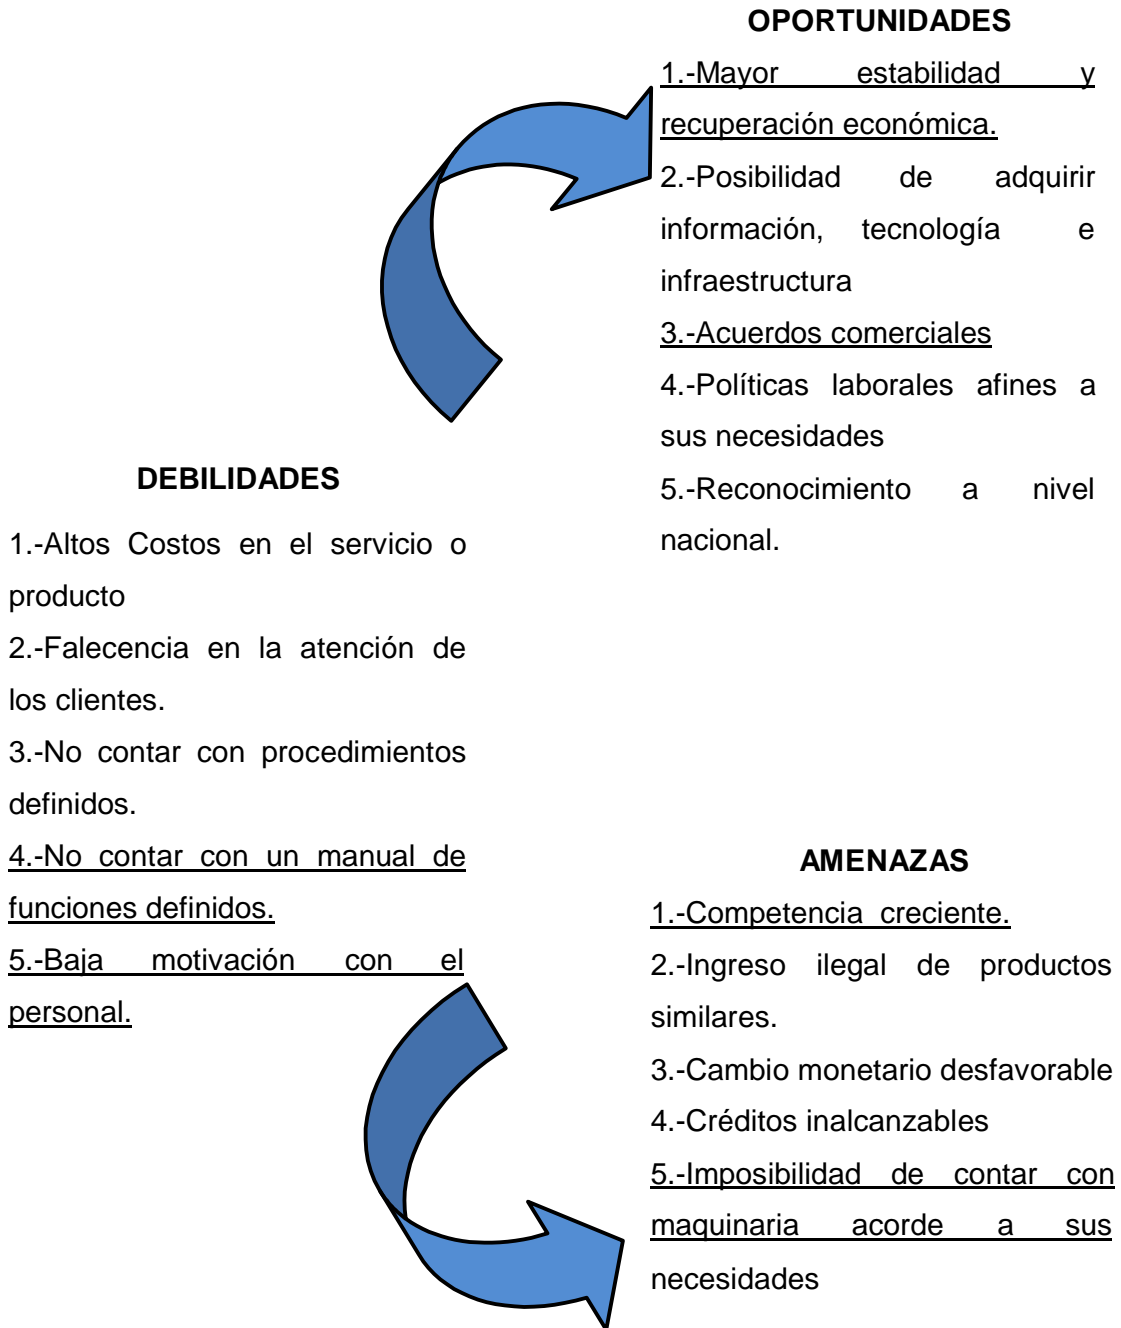 OPORTUNIDADES
1.-Mayor estabilidad y
recuperación económica.
2.-Posibilidad de adquirir
información, tecnología e
infraestructura
3.-Acuerdos comerciales
4.-Políticas laborales afines a
sus necesidades
5.-Reconocimiento a nivel
nacional.
DEBILIDADES
1.-Altos Costos en el servicio o
producto
2.-Falecencia en la atención de
los clientes.
3.-No contar con procedimientos
definidos.
4.-No contar con un manual de
funciones definidos.
5.-Baja motivación con el
personal.
AMENAZAS
1.-Competencia creciente.
2.-Ingreso ilegal de productos
similares.
3.-Cambio monetario desfavorable
4.-Créditos inalcanzables
5.-Imposibilidad de contar con
maquinaria acorde a sus
necesidades